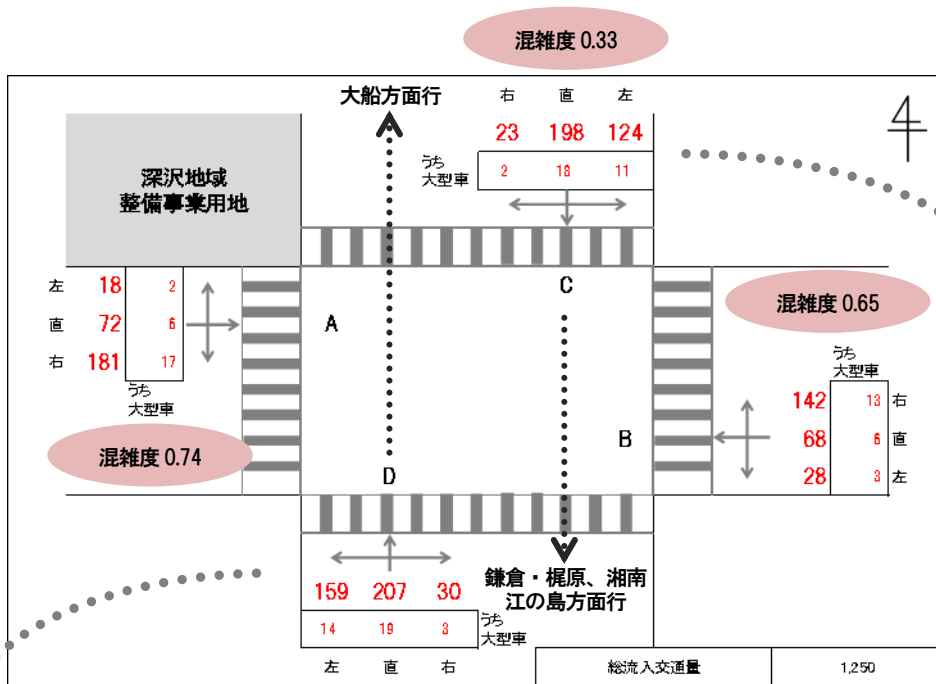 混雑度 0.33
大船方面行
右 直 左
23 198 124
うち
大型車
2 18 11
深沢地域
整備事業用地
左 18 2
直 72 6
右 181 17
うち
大型車
混雑度 0.74
A
C
B
D
混雑度 0.65
うち
大型車
142 13 右
68 6 直
28 3 左
鎌倉・梶原、湘南
江の島方面行
159 207 30
14 19 3
うち
大型車
左 直 右
総流入交通量 1,250